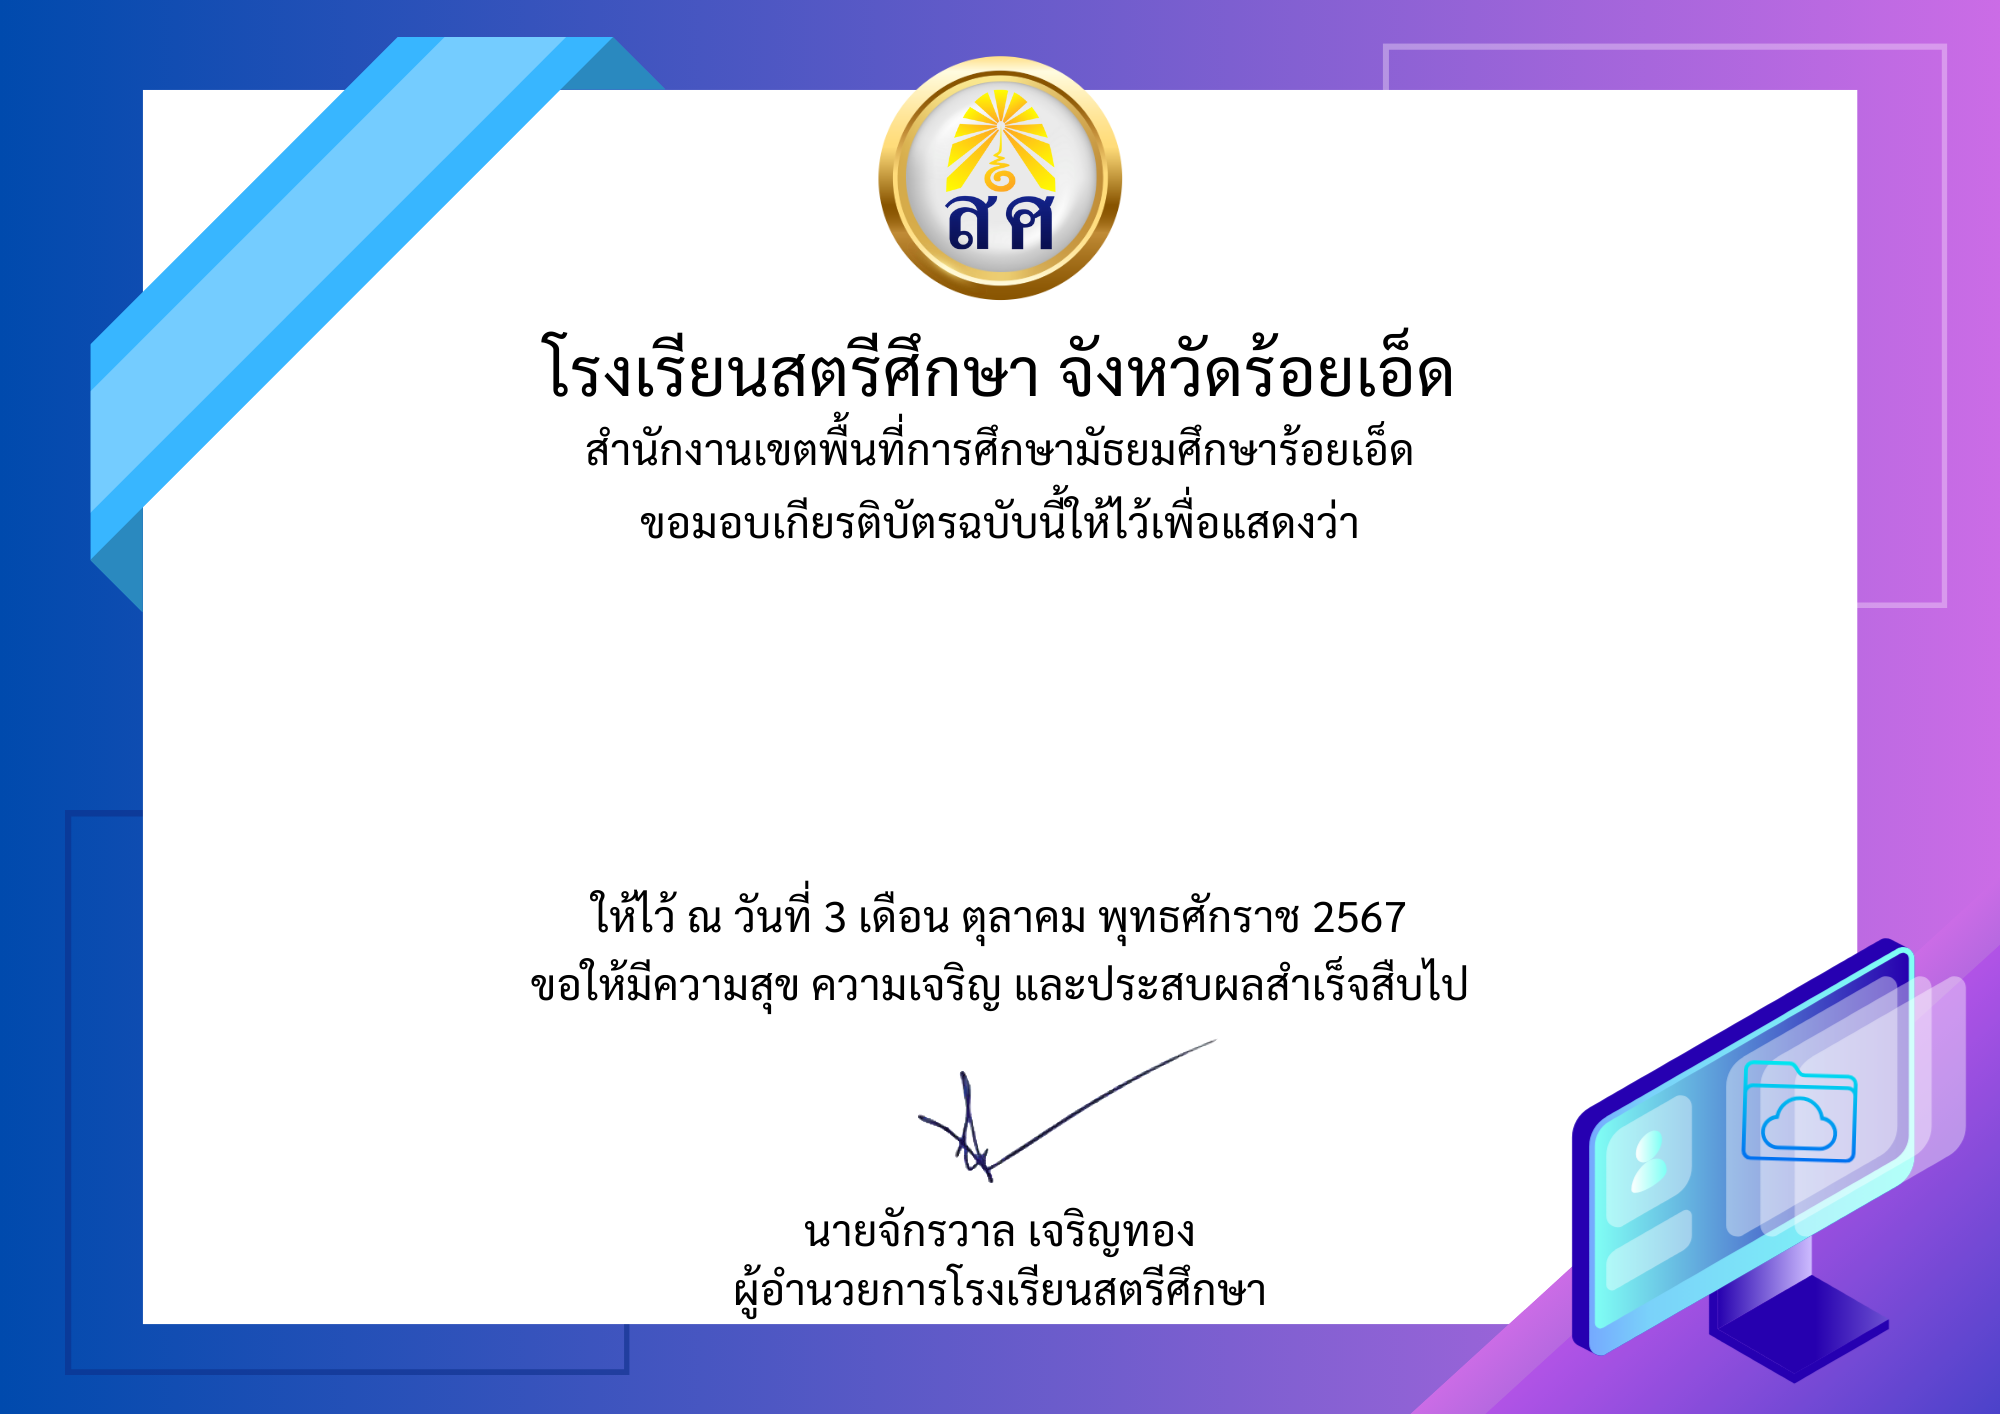 สศ
โรงเรียนสตรีศึกษา จังหวัดร้อยเอ็ด
สำนักงานเขตพื้นที่การศึกษามัธยมศึกษาร้อยเอ็ด
ขอมอบเกียรติบัตรฉบับนี้ให้ไว้เพื่อแสดงว่า
ให้ไว้ ณ วันที่ 3 เดือน ตุลาคม พุทธศักราช 2567
ขอให้มีความสุข ความเจริญ และประสบผลสำเร็จสืบไป
นายจักรวาล เจริญทอง
ผู้อำนวยการโรงเรียนสตรีศึกษา